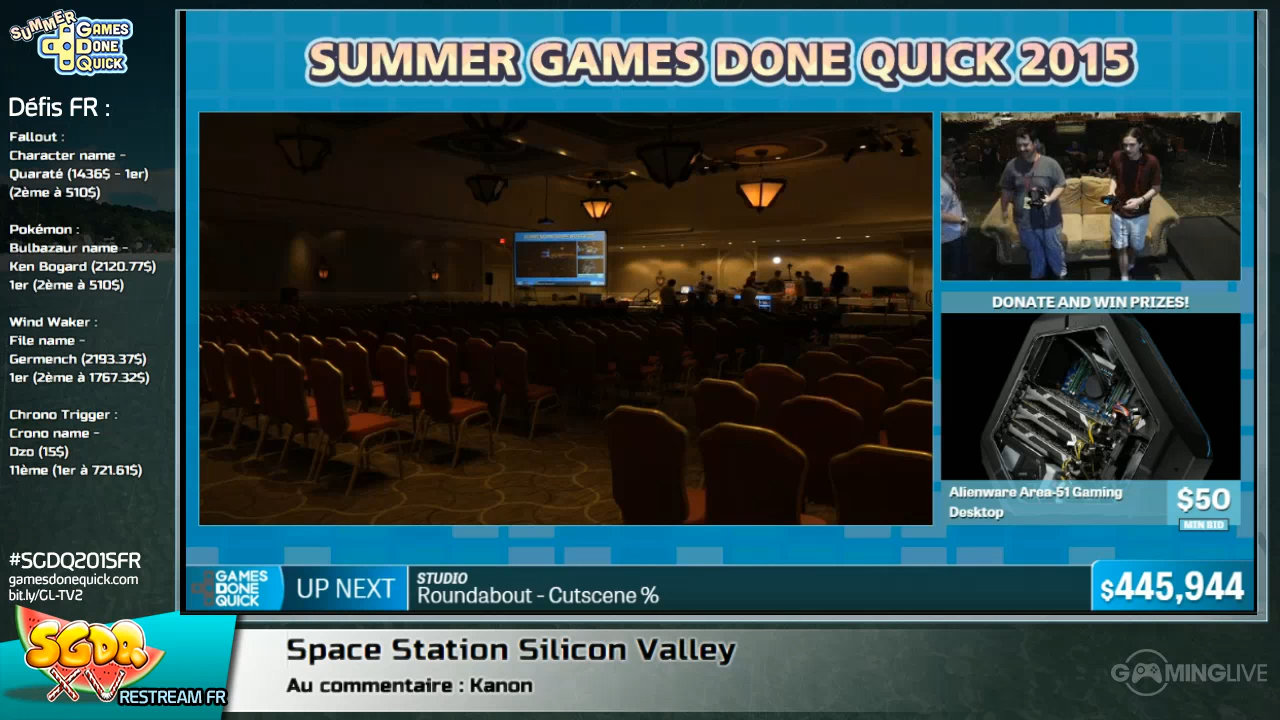 SUMMER
GAMES
DONE
QUICK
Défis FR :
Fallout :
Character name -
Quaraté (1436$ - 1er)
(2ème à 510$)
Pokémon :
Bulbazaur name -
Ken Bogard (2120.77$)
1er (2ème à 510$)
Wind Waker :
File name -
Germench (2193.37$)
1er (2ème à 1767.32$)
Chrono Trigger :
Crono name -
Dzo (15$)
11ème (1er à 721.61$)
#SGDQ2015FR
gamesdonequick.com
bit.ly/GL-TV2
SGDQ
RESTREAM FR
SUMMER GAMES DONE QUICK 2015
DONATE AND WIN PRIZES!
Alienware Area-51 Gaming
Desktop
$50
MIN BID
GAMES
DONE
QUICK
UP NEXT
STUDIO
Roundabout - Cutscene %
$445,944
Space Station Silicon Valley
Au commentaire : Kanon
GAMINGLIVE